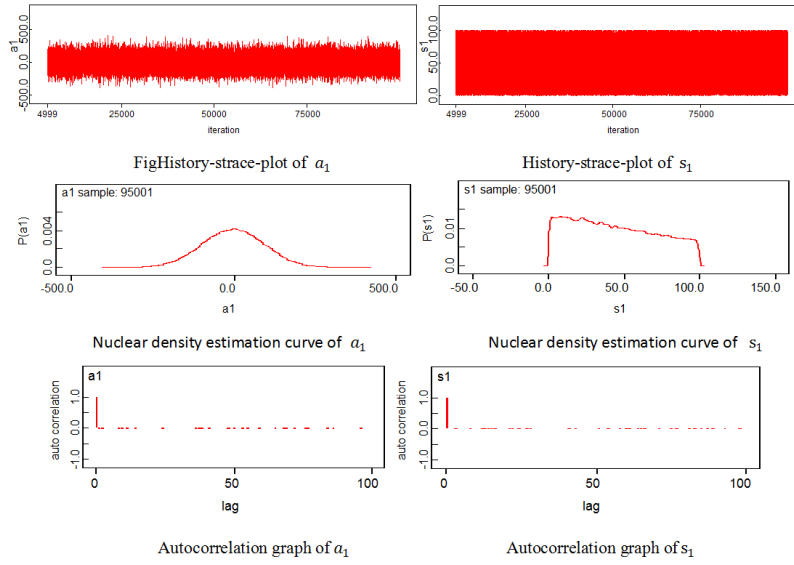 a1
500.0
0.0
-500.0
4999
25000
50000
75000
iteration
s1
100.0
50.0
0.0
4999
25000
50000
75000
iteration
FigHistory-strace-plot of a₁
History-strace-plot of s₁
a1 sample: 95001
P(a1)
0.004
0.0
-500.0
0.0
500.0
a1
s1 sample: 95001
P(s1)
0.01
0.0
-50.0
0.0
50.0
100.0
150.0
s1
Nuclear density estimation curve of a₁
Nuclear density estimation curve of s₁
a1
auto correlation
1.0
0.0
-1.0
0
50
100
lag
s1
auto correlation
1.0
0.0
-1.0
0
50
100
lag
Autocorrelation graph of a₁
Autocorrelation graph of s₁